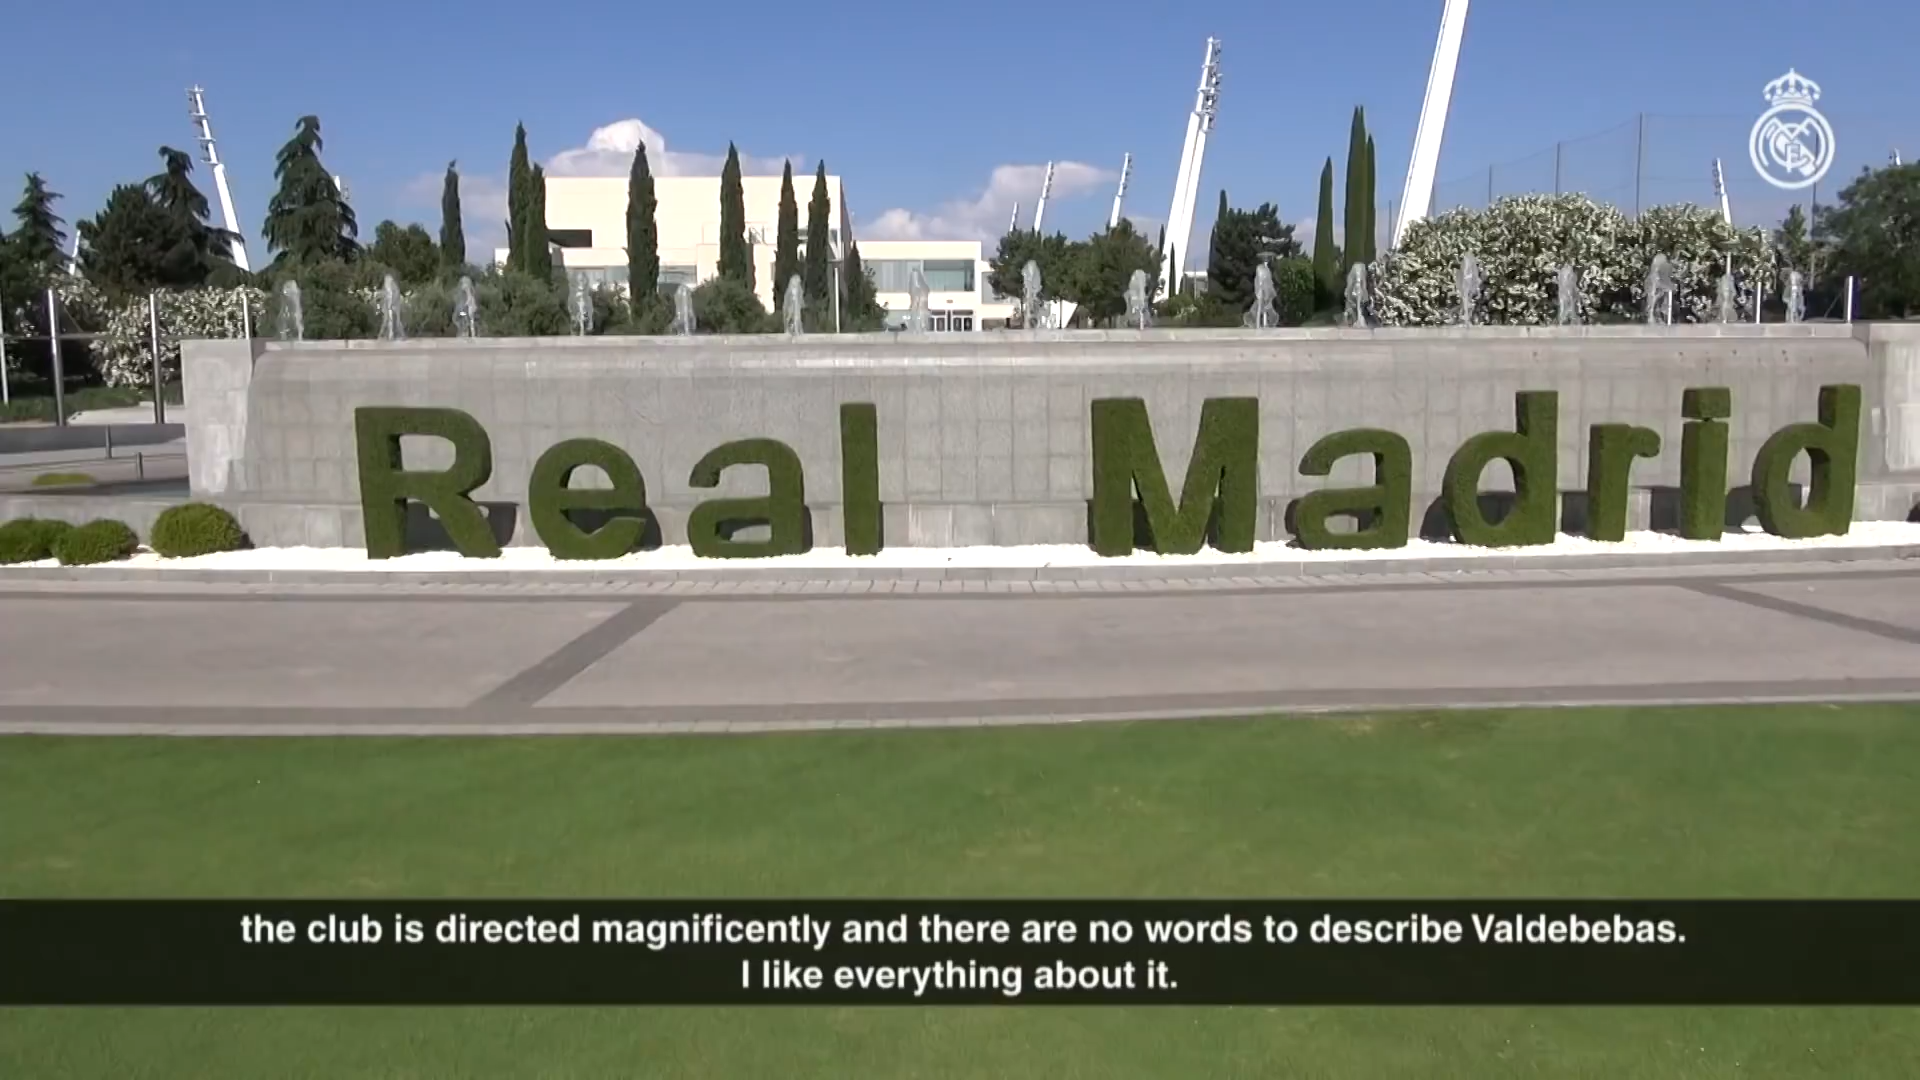 Real Madrid
the club is directed magnificently and there are no words to describe Valdebebas.
I like everything about it.